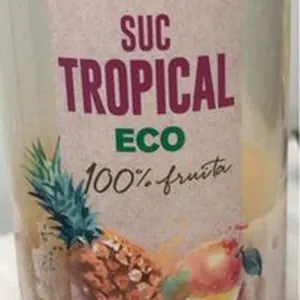 SUC
TROPICAL
ECO
100% fruita